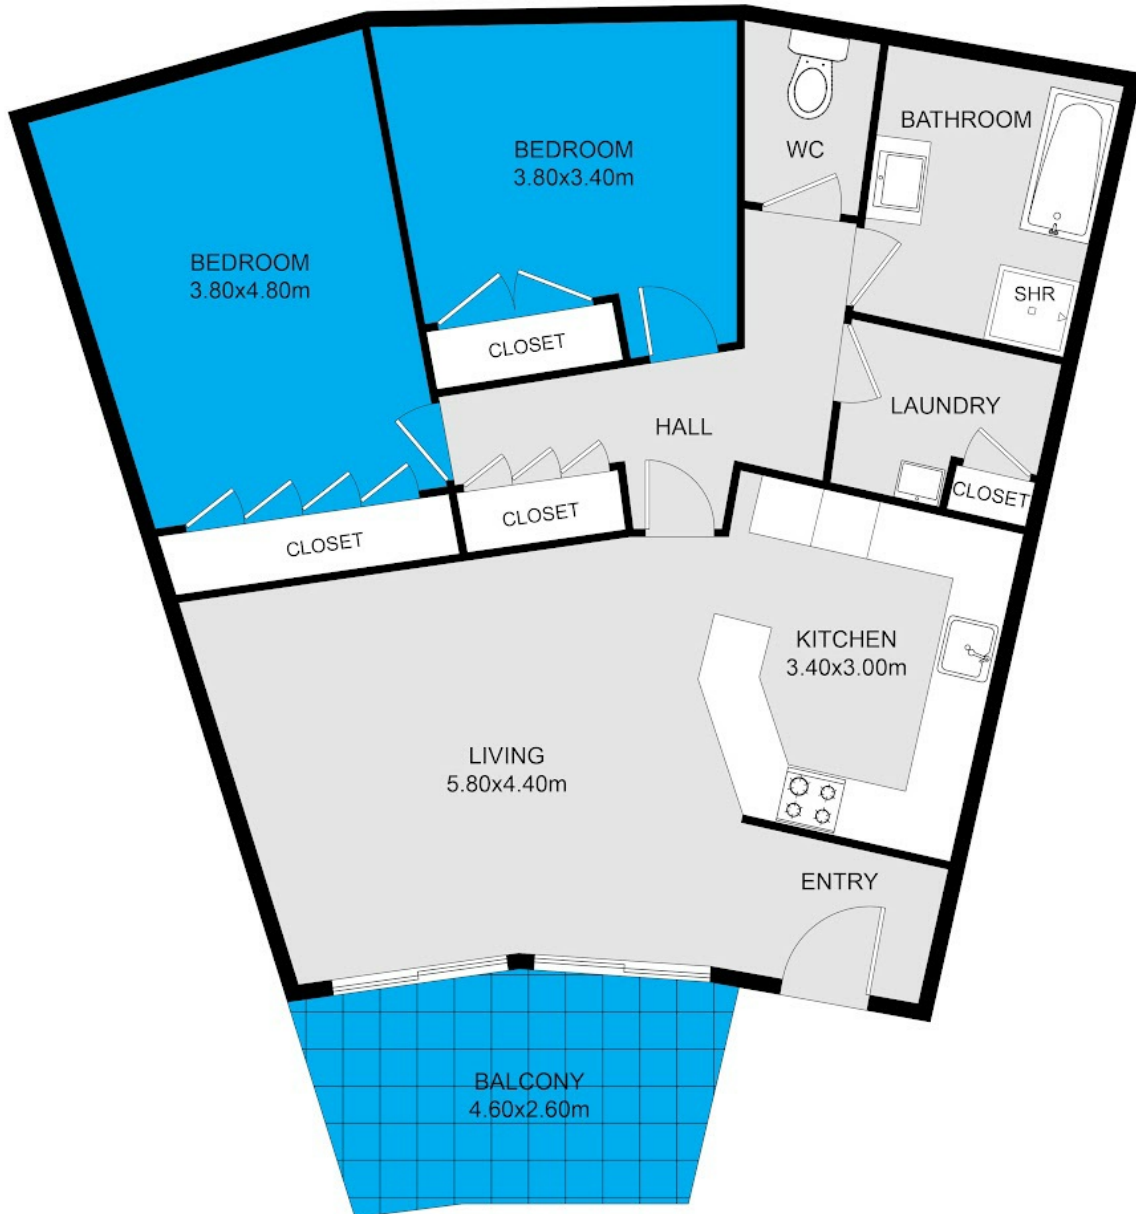 BATHROOM
BEDROOM
3.80x3.40m
WC
BEDROOM
3.80x4.80m
SHR
CLOSET
LAUNDRY
HALL
CLOSET
CLOSET
CLOSET
KITCHEN
3.40x3.00m
LIVING
5.80x4.40m
ENTRY
BALCONY
4.60x2.60m